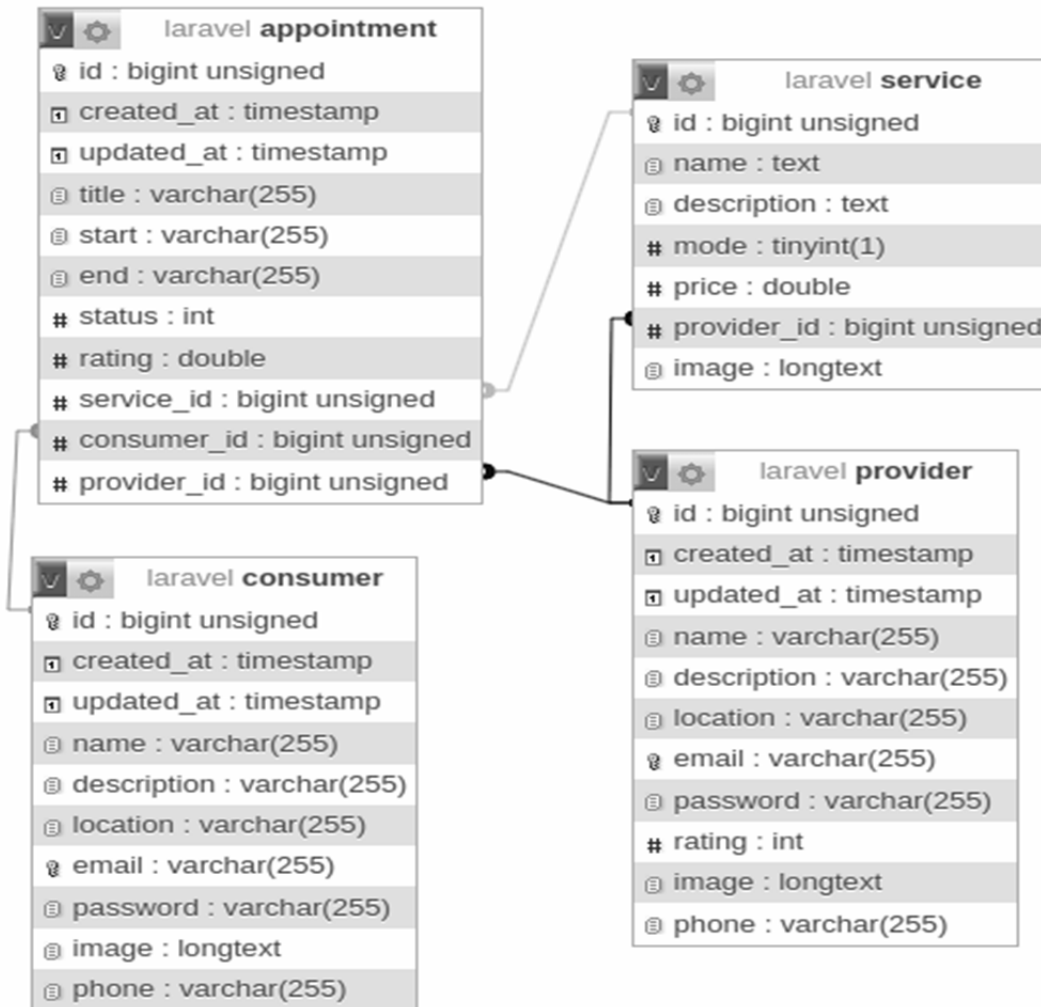 laravel appointment
id : bigint unsigned
created_at : timestamp
updated_at : timestamp
title : varchar(255)
start : varchar(255)
end : varchar(255)
status : int
rating : double
service_id : bigint unsigned
consumer_id : bigint unsigned
provider_id : bigint unsigned
laravel service
id : bigint unsigned
name : text
description : text
mode : tinyint(1)
price : double
provider_id : bigint unsigned
image : longtext
laravel consumer
id : bigint unsigned
created_at : timestamp
updated_at : timestamp
name : varchar(255)
description : varchar(255)
location : varchar(255)
email : varchar(255)
password : varchar(255)
image : longtext
phone : varchar(255)
laravel provider
id : bigint unsigned
created_at : timestamp
updated_at : timestamp
name : varchar(255)
description : varchar(255)
location : varchar(255)
email : varchar(255)
password : varchar(255)
rating : int
image : longtext
phone : varchar(255)